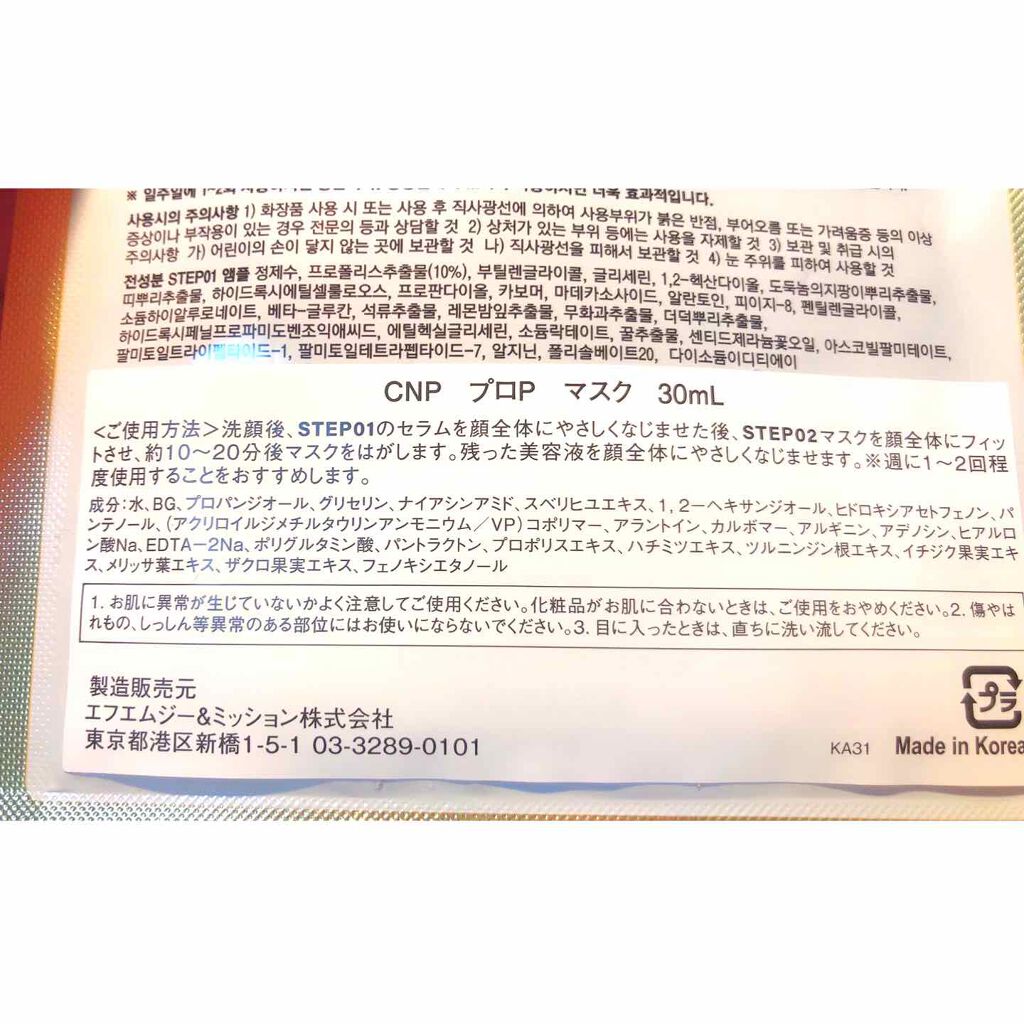 ※ 일주일에 1~2회
더욱 효과적입니다.
사용시의 주의사항 1) 화장품 사용 시 또는 사용 후 직사광선에 의하여 사용부위가 붉은 반점, 부어오름 또는 가려움증 등의 이상
증상이나 부작용이 있는 경우 전문의 등과 상담할 것 2) 상처가 있는 부위 등에는 사용을 자제할 것 3) 보관 및 취급 시의
주의사항 가) 어린이의 손이 닿지 않는 곳에 보관할 것 나) 직사광선을 피해서 보관할 것 4) 눈 주위를 피하여 사용할 것
전성분 STEP01 앰플 정제수, 프로폴리스추출물(10%), 부틸렌글라이콜, 글리세린, 1,2-헥산다이올, 도둑놈의지팡이뿌리추출물,
띠뿌리추출물, 하이드록시에틸셀룰로오스, 프로판다이올, 카보머, 마데카소사이드, 알란토인, 피이지-8, 펜틸렌글라이콜,
소듐하이알루로네이트, 베타-글루칸, 석류추출물, 레몬밤잎추출물, 무화과추출물, 더덕뿌리추출물,
하이드록시페닐프로파미도벤조익애씨드, 에틸헥실글리세린, 소듐락테이트, 꿀추출물, 센티드제라늄꽃오일, 아스코빌팔미테이트,
팔미토일트라이펩타이드-1, 팔미토일테트라펩타이드-7, 알지닌, 폴리솔베이트20, 다이소듐이디티에이
CNP プロP マスク 30mL
＜ご使用方法＞洗顔後、STEP01のセラムを顔全体にやさしくなじませた後、STEP02マスクを顔全体にフィッ
トさせ、約10～20分後マスクをはがします。残った美容液を顔全体にやさしくなじませます。※週に1～2回程
度使用することをおすすめします。
成分:水、BG、プロパンジオール、グリセリン、ナイアシンアミド、スベリヒユエキス、1，2－ヘキサンジオール、ヒドロキシアセトフェノン、パ
ンテノール、（アクリロイルジメチルタウリンアンモニウム／VP）コポリマー、アラントイン、カルボマー、アルギニン、アデノシン、ヒアルロ
ン酸Na、EDTAー2Na、ポリグルタミン酸、パントラクトン、プロポリスエキス、ハチミツエキス、ツルニンジン根エキス、イチジク果実エキ
ス、メリッサ葉エキス、ザクロ果実エキス、フェノキシエタノール
1. お肌に異常が生じていないかよく注意してご使用ください。化粧品がお肌に合わないときは、ご使用をおやめください。2. 傷やは
れもの、しっしん等異常のある部位にはお使いにならないでください。3. 目に入ったときは、直ちに洗い流してください。
製造販売元
エフエムジー&ミッション株式会社
東京都港区新橋1-5-1 03-3289-0101
プラ
KA31 Made in Korea